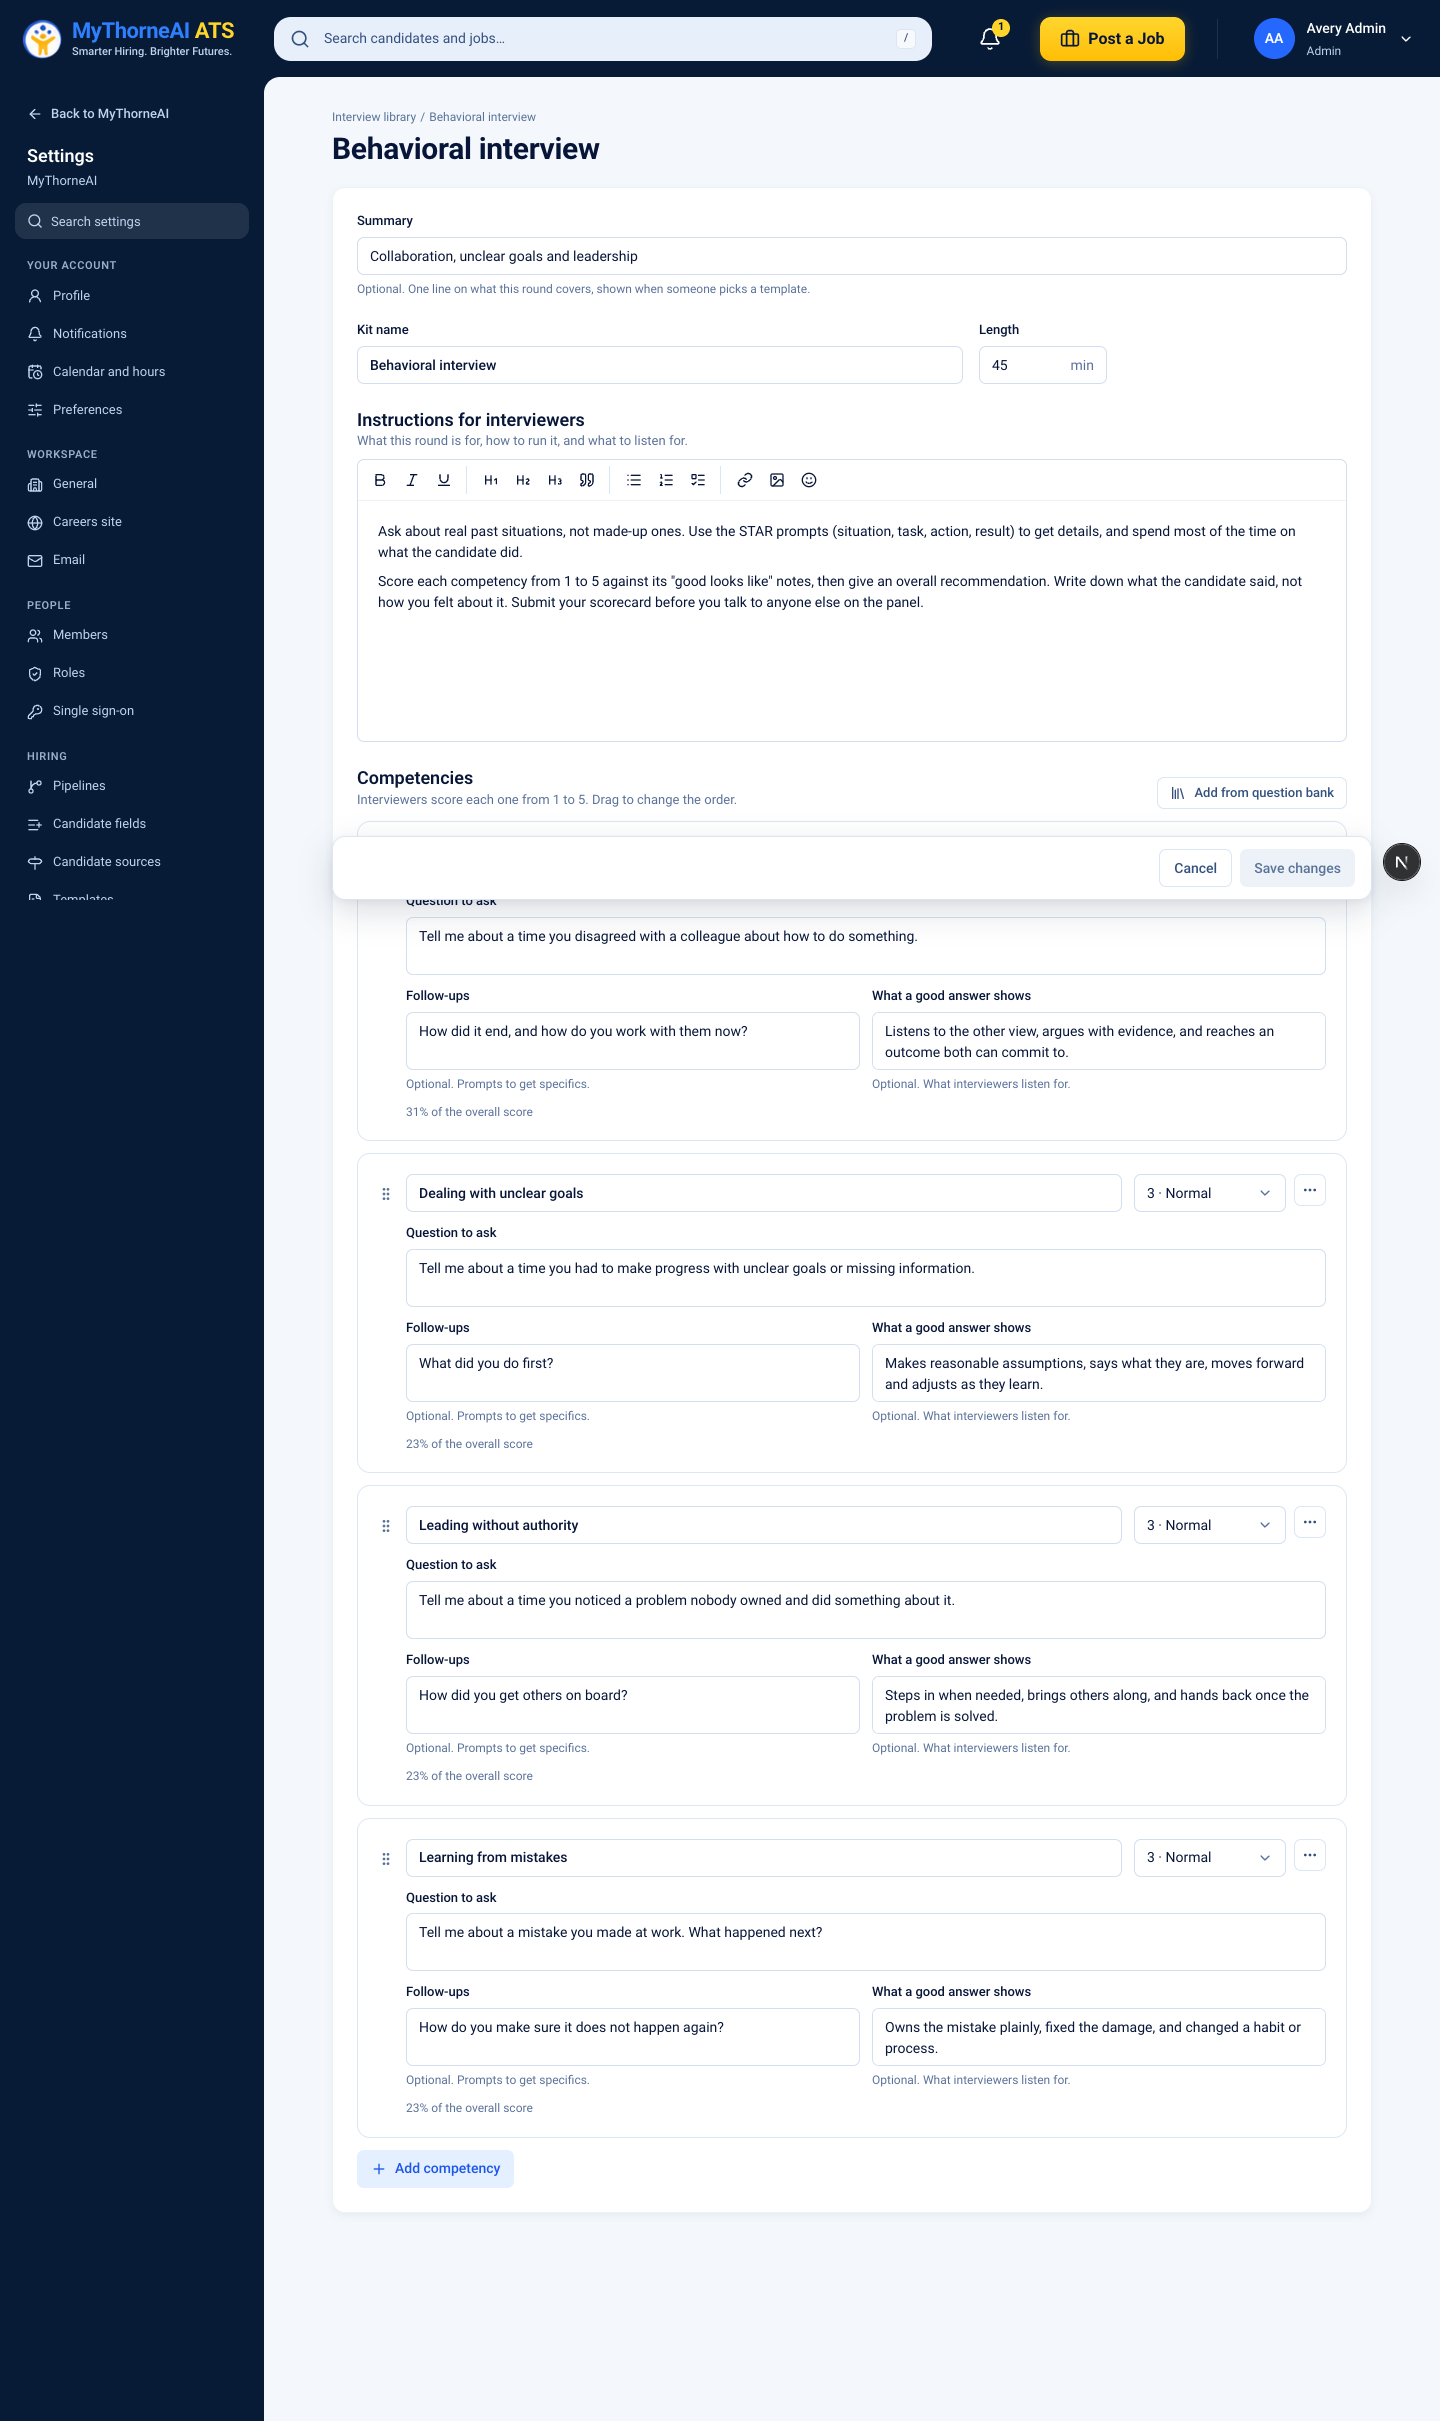 MyThorneAI ATS
Smarter Hiring. Brighter Futures.
Search candidates and jobs...
/
1
Post a Job
AA
Avery Admin
Admin
Back to MyThorneAI
Settings
MyThorneAI
Search settings
YOUR ACCOUNT
Profile
Notifications
Calendar and hours
Preferences
WORKSPACE
General
Careers site
Email
PEOPLE
Members
Roles
Single sign-on
HIRING
Pipelines
Candidate fields
Candidate sources
Templates
Interview library / Behavioral interview
Behavioral interview
Summary
Collaboration, unclear goals and leadership
Optional. One line on what this round covers, shown when someone picks a template.
Kit name
Length
Behavioral interview
45 min
Instructions for interviewers
What this round is for, how to run it, and what to listen for.
B I U H1 H2 H3
Ask about real past situations, not made-up ones. Use the STAR prompts (situation, task, action, result) to get details, and spend most of the time on
what the candidate did.
Score each competency from 1 to 5 against its "good looks like" notes, then give an overall recommendation. Write down what the candidate said, not
how you felt about it. Submit your scorecard before you talk to anyone else on the panel.
Competencies
Interviewers score each one from 1 to 5. Drag to change the order.
Add from question bank
Cancel
Save changes
N
Question to ask
Tell me about a time you disagreed with a colleague about how to do something.
Follow-ups
What a good answer shows
How did it end, and how do you work with them now?
Listens to the other view, argues with evidence, and reaches an
outcome both can commit to.
Optional. Prompts to get specifics.
Optional. What interviewers listen for.
31% of the overall score
Dealing with unclear goals
3 · Normal
Question to ask
Tell me about a time you had to make progress with unclear goals or missing information.
Follow-ups
What a good answer shows
What did you do first?
Makes reasonable assumptions, says what they are, moves forward
and adjusts as they learn.
Optional. Prompts to get specifics.
Optional. What interviewers listen for.
23% of the overall score
Leading without authority
3 · Normal
Question to ask
Tell me about a time you noticed a problem nobody owned and did something about it.
Follow-ups
What a good answer shows
How did you get others on board?
Steps in when needed, brings others along, and hands back once the
problem is solved.
Optional. Prompts to get specifics.
Optional. What interviewers listen for.
23% of the overall score
Learning from mistakes
3 · Normal
Question to ask
Tell me about a mistake you made at work. What happened next?
Follow-ups
What a good answer shows
How do you make sure it does not happen again?
Owns the mistake plainly, fixed the damage, and changed a habit or
process.
Optional. Prompts to get specifics.
Optional. What interviewers listen for.
23% of the overall score
Add competency